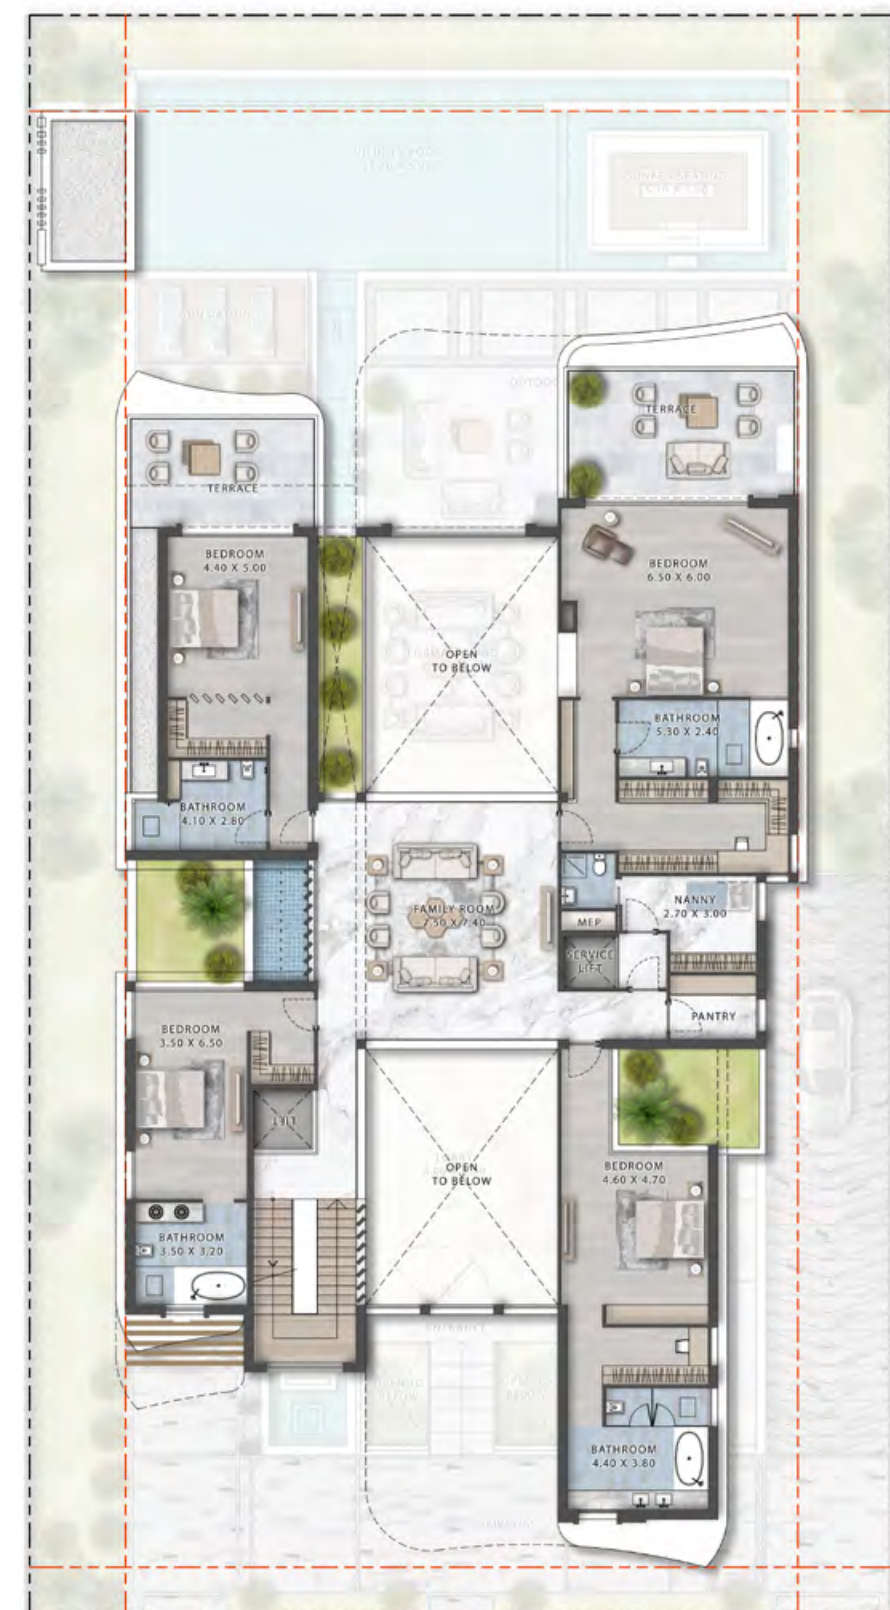 TERRACE
TERRACE
BEDROOM
4.40 X 5.00
BEDROOM
6.50 X 6.00
OPEN
TO BELOW
BATHROOM
5.30 X 2.40
BATHROOM
4.10 X 2.80
FAMILY ROOM
7.50 X 7.40
NANNY
2.70 X 3.00
MEP
SERVICE
LIFT
PANTRY
BEDROOM
3.50 X 6.50
LIFT
OPEN
TO BELOW
BEDROOM
4.60 X 4.70
BATHROOM
3.50 X 3.20
BATHROOM
4.40 X 3.80